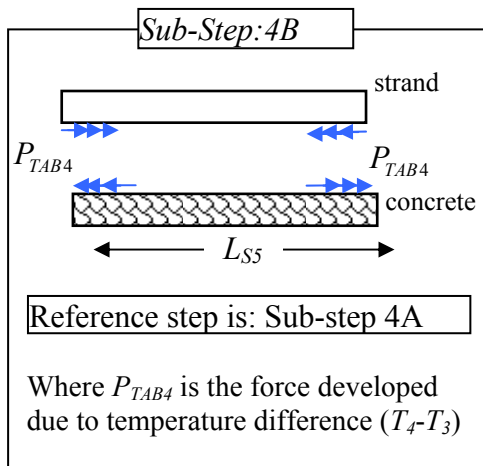 Sub-Step:4B
strand
P_TAB4
P_TAB4
concrete
L_S5
Reference step is: Sub-step 4A
Where P_TAB4 is the force developed
due to temperature difference (T_4-T_3)